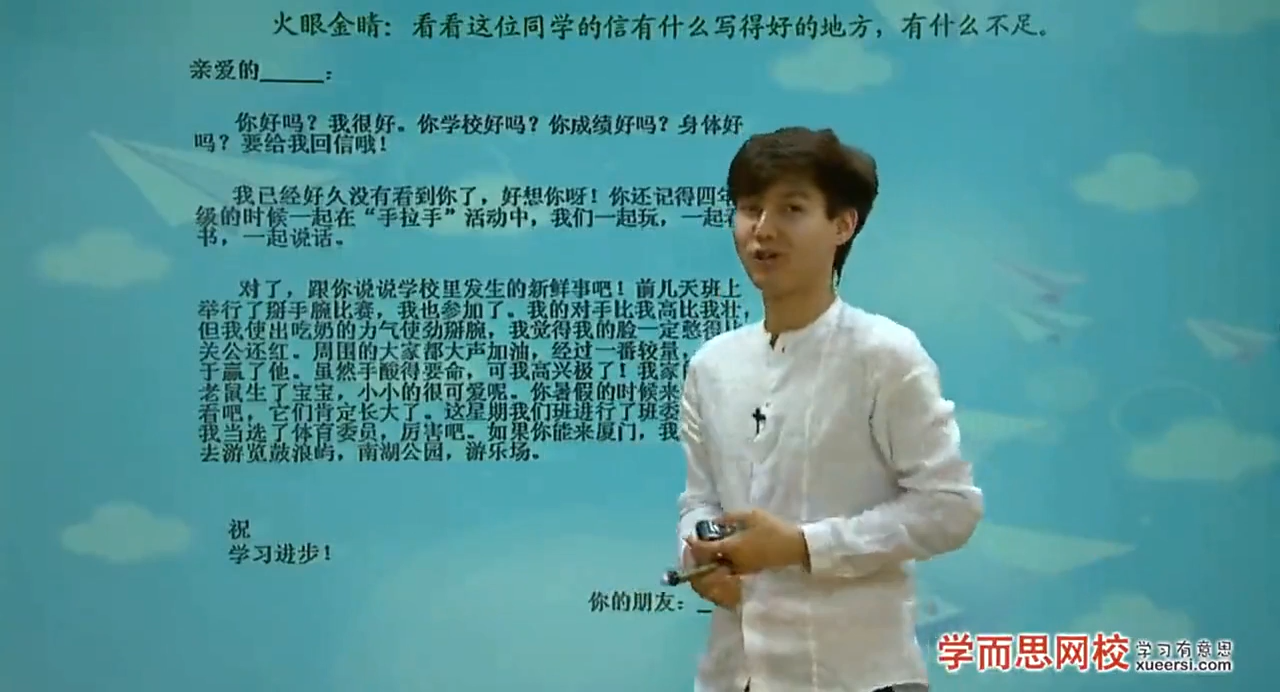 火眼金睛：看看这位同学的信有什么写得好的地方，有什么不足。
亲爱的_____：
你好吗？我很好。你学校好吗？你成绩好吗？身体好
吗？要给我回信哦！
我已经好久没有看到你了，好想你呀！你还记得四年
级的时候一起在“手拉手”活动中，我们一起玩，一起
书，一起说话。
对了，跟你说说学校里发生的新鲜事吧！前几天班上
举行了掰手腕比赛，我也参加了。我的对手比我高比我壮，
但我使出吃奶的力气使劲掰腕，我觉得我的脸一定憋得
关公还红。周围的大家都大声加油，经过一番较量，
于赢了他。虽然手酸得要命，可我高兴极了！我家
老鼠生了宝宝，小小的很可爱呢。你暑假的时候来
看吧，它们肯定长大了。这星期我们班进行了班委
我当选了体育委员，厉害吧。如果你能来厦门，我
去游览鼓浪屿，南湖公园，游乐场。
祝
学习进步！
你的朋友：_
学而思网校 学习有意思
xueersi.com